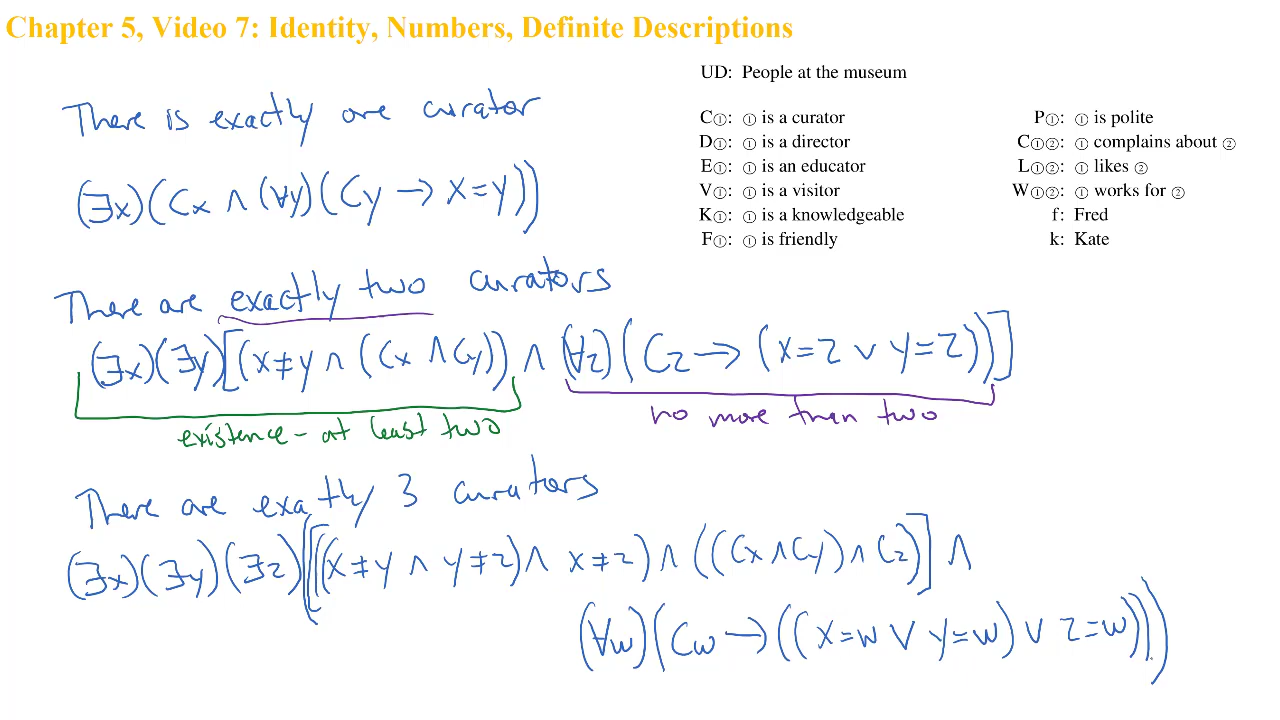 Chapter 5, Video 7: Identity, Numbers, Definite Descriptions
UD: People at the museum
C①: ① is a curator
D①: ① is a director
E①: ① is an educator
V①: ① is a visitor
K①: ① is a knowledgeable
F①: ① is friendly
P①: ① is polite
C①②: ① complains about ②
L①②: ① likes ②
W①②: ① works for ②
f: Fred
k: Kate
There is exactly one curator
(∃x)(Cx ∧ (∀y)(Cy → x=y))
There are exactly two curators
(∃x)(∃y)[(x≠y ∧ (Cx ∧ Cy)) ∧ (∀z)(Cz → (x=z ∨ y=z))]
existence - at least two
no more than two
There are exactly 3 curators
(∃x)(∃y)(∃z)([((x≠y ∧ y≠z) ∧ x≠z) ∧ ((Cx ∧ Cy) ∧ Cz)] ∧
(∀w)(Cw → ((x=w ∨ y=w) ∨ z=w)))